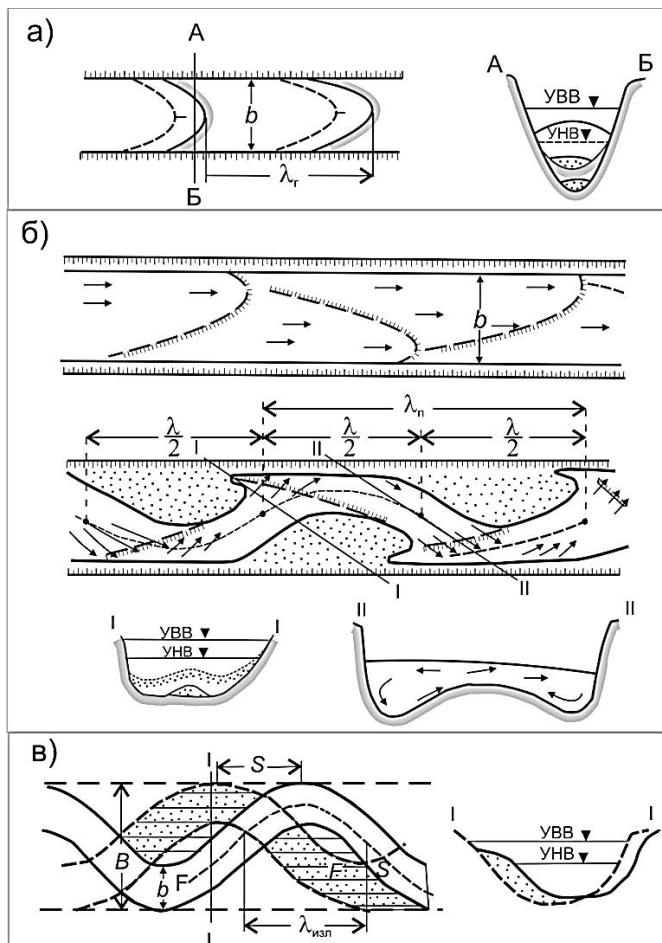 а)
А
А Б
УВВ
b
УНВ
λг
Б
б)
b
λп
λ/2 I λ/2 II λ/2
I II
I I II II
УВВ
УНВ
в)
I S
I I
УВВ
B b F F S УНВ
λизл
I